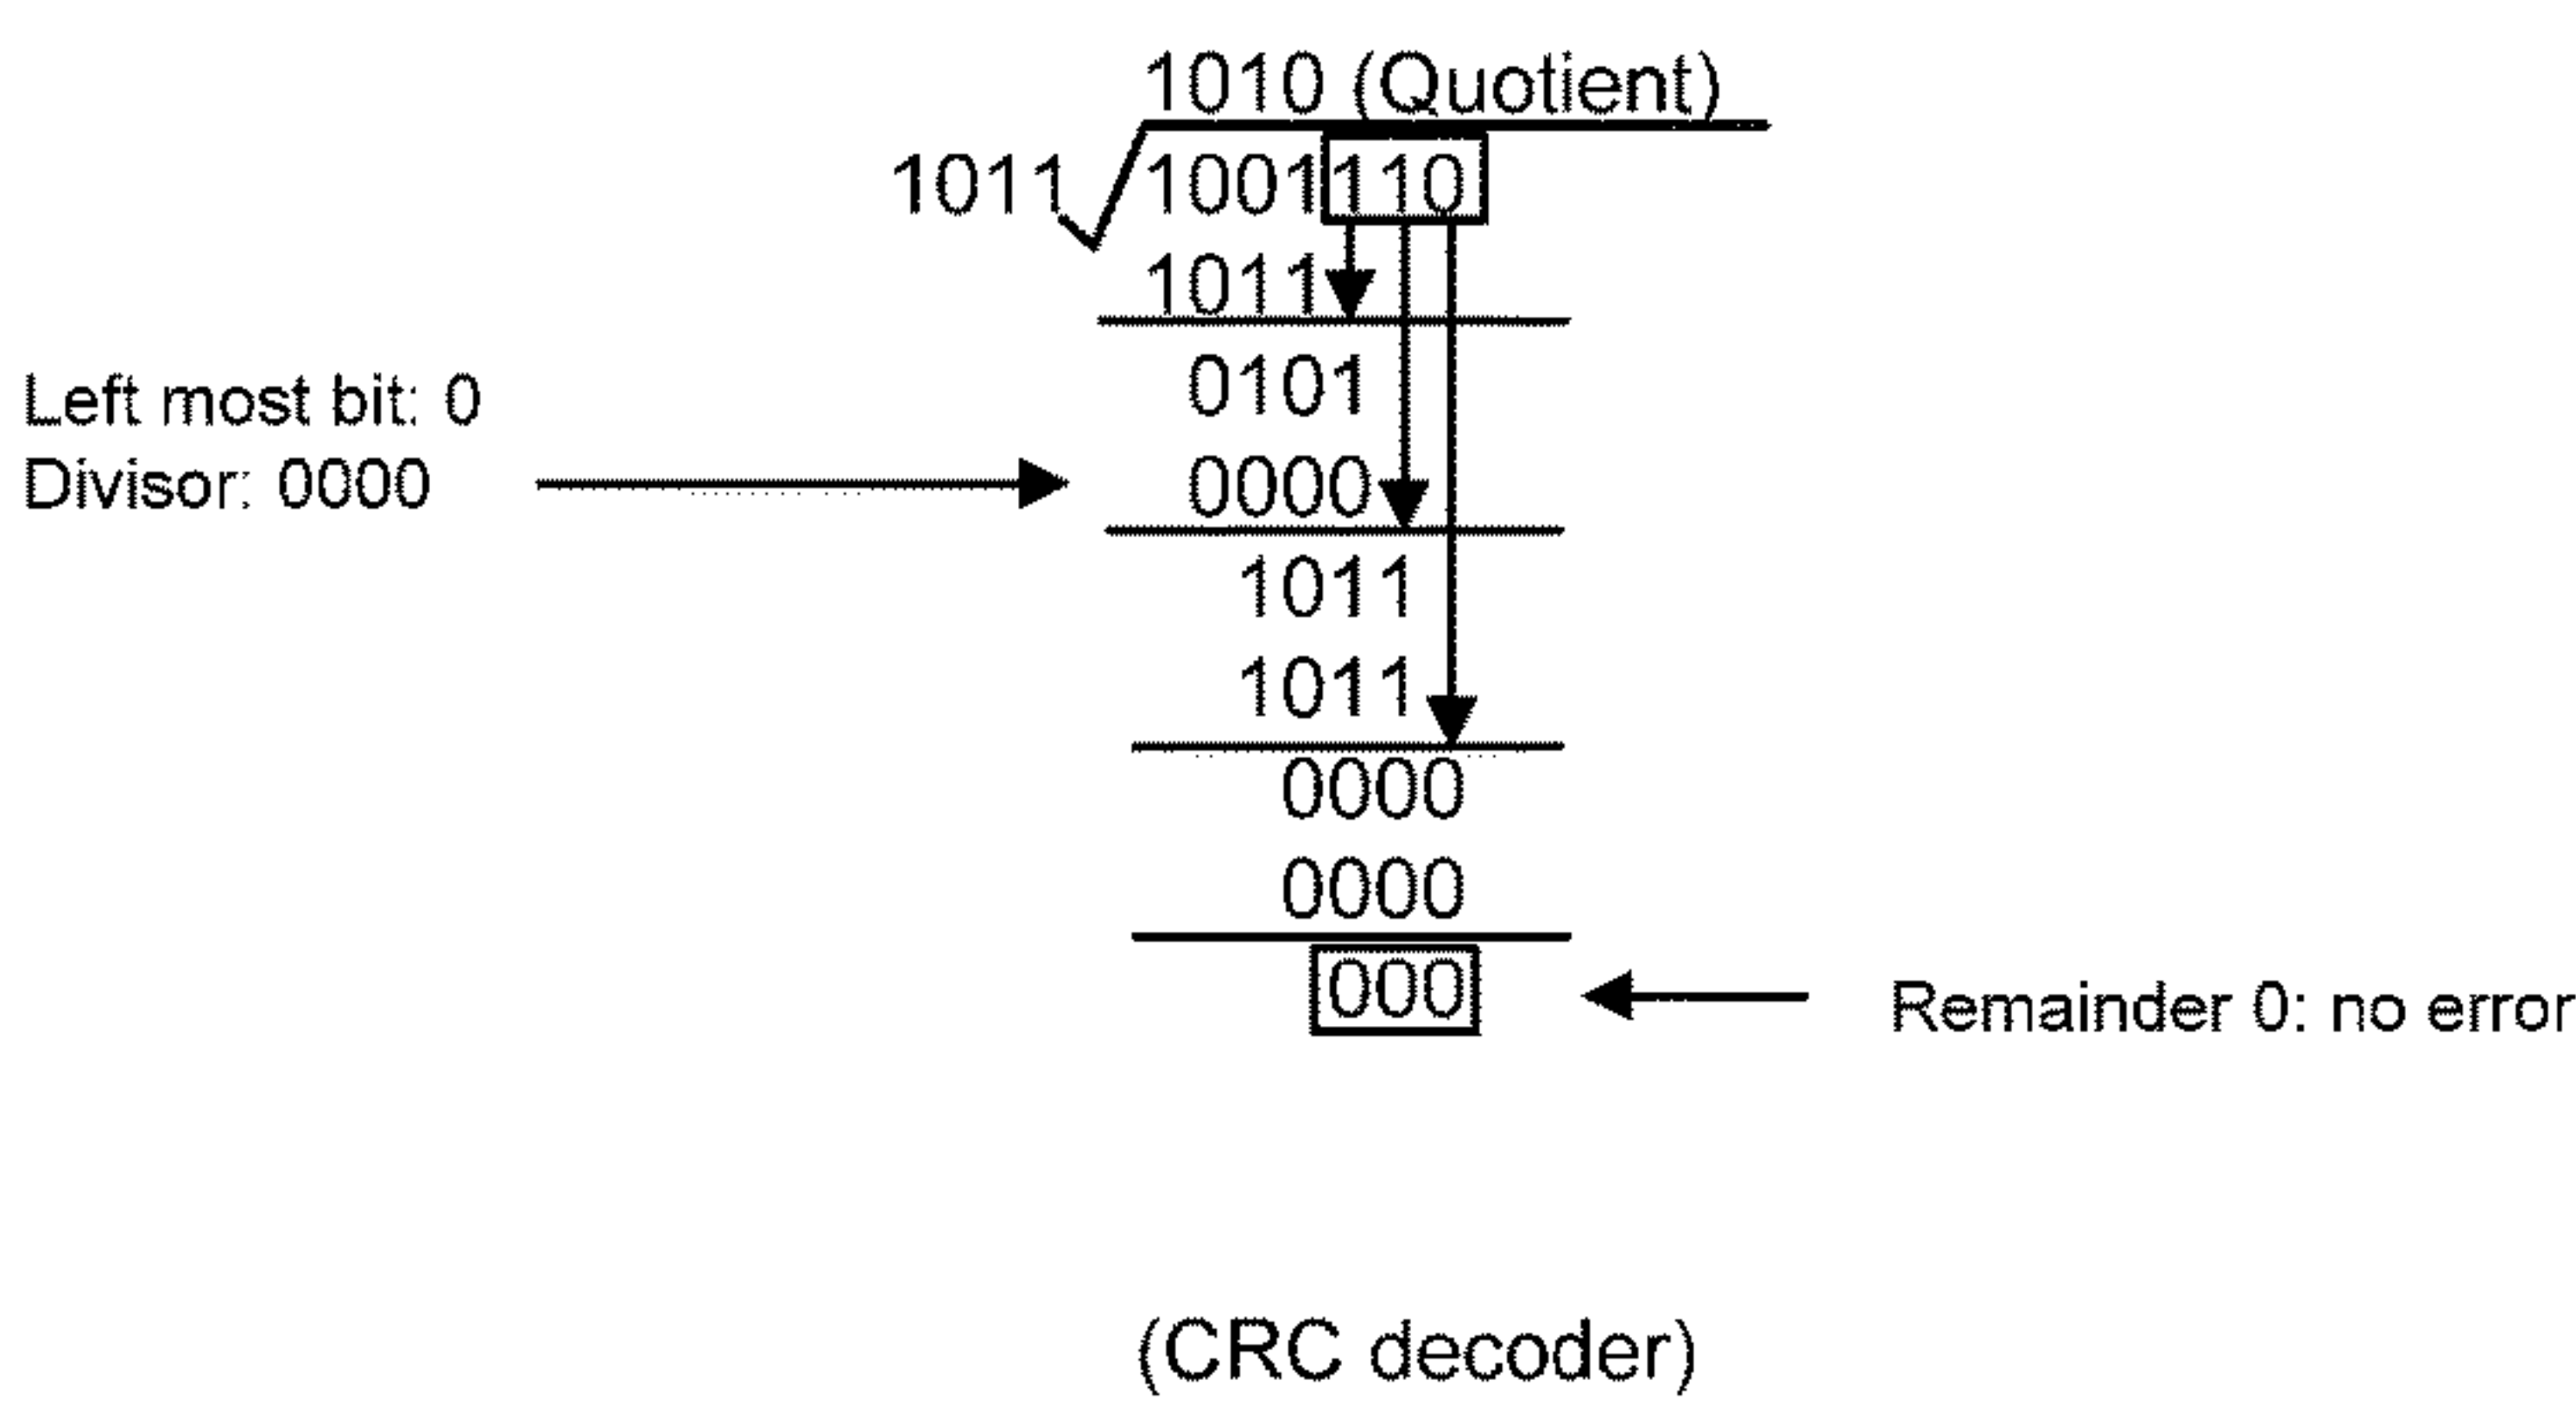 1010 (Quotient)
1011 1001110
1011
0101
Left most bit: 0
Divisor: 0000
0000
1011
1011
0000
0000
000
Remainder 0: no error
(CRC decoder)